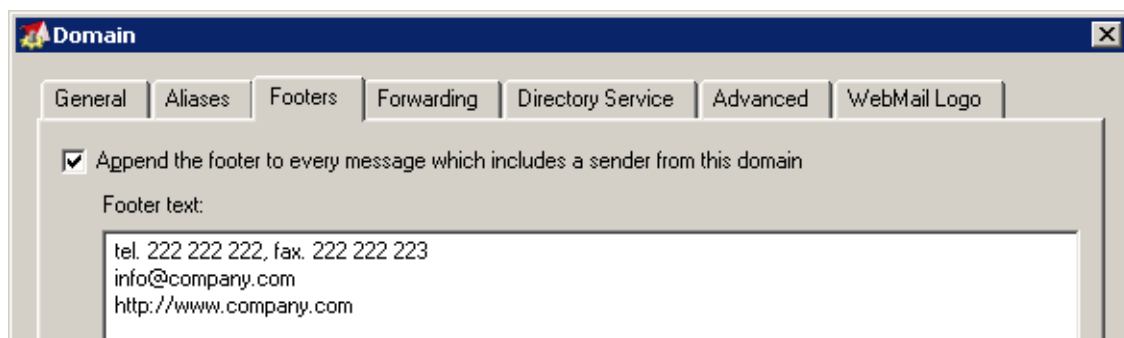 Domain
General Aliases Footers Forwarding Directory Service Advanced WebMail Logo
Append the footer to every message which includes a sender from this domain
Footer text:
tel. 222 222 222, fax. 222 222 223
info@company.com
http://www.company.com